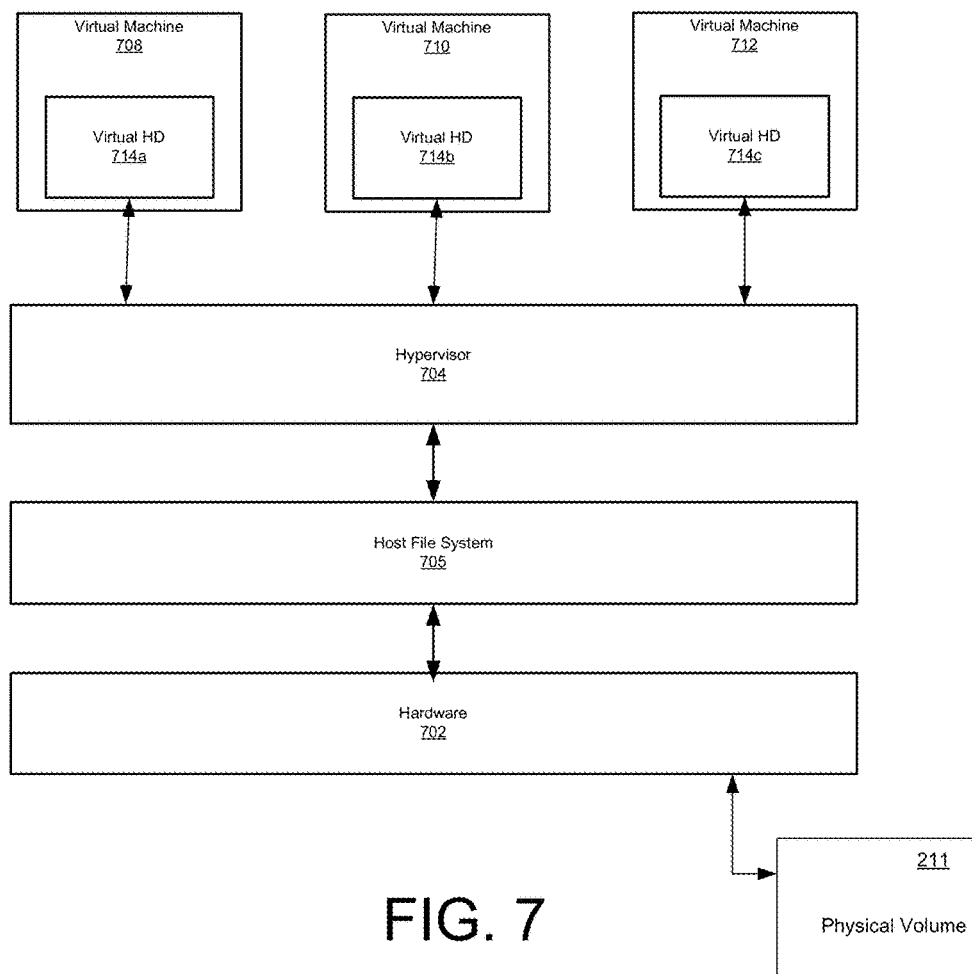 Virtual Machine
708
Virtual HD
714a
Virtual Machine
710
Virtual HD
714b
Virtual Machine
712
Virtual HD
714c
Hypervisor
704
Host File System
705
Hardware
702
211
Physical Volume
FIG. 7